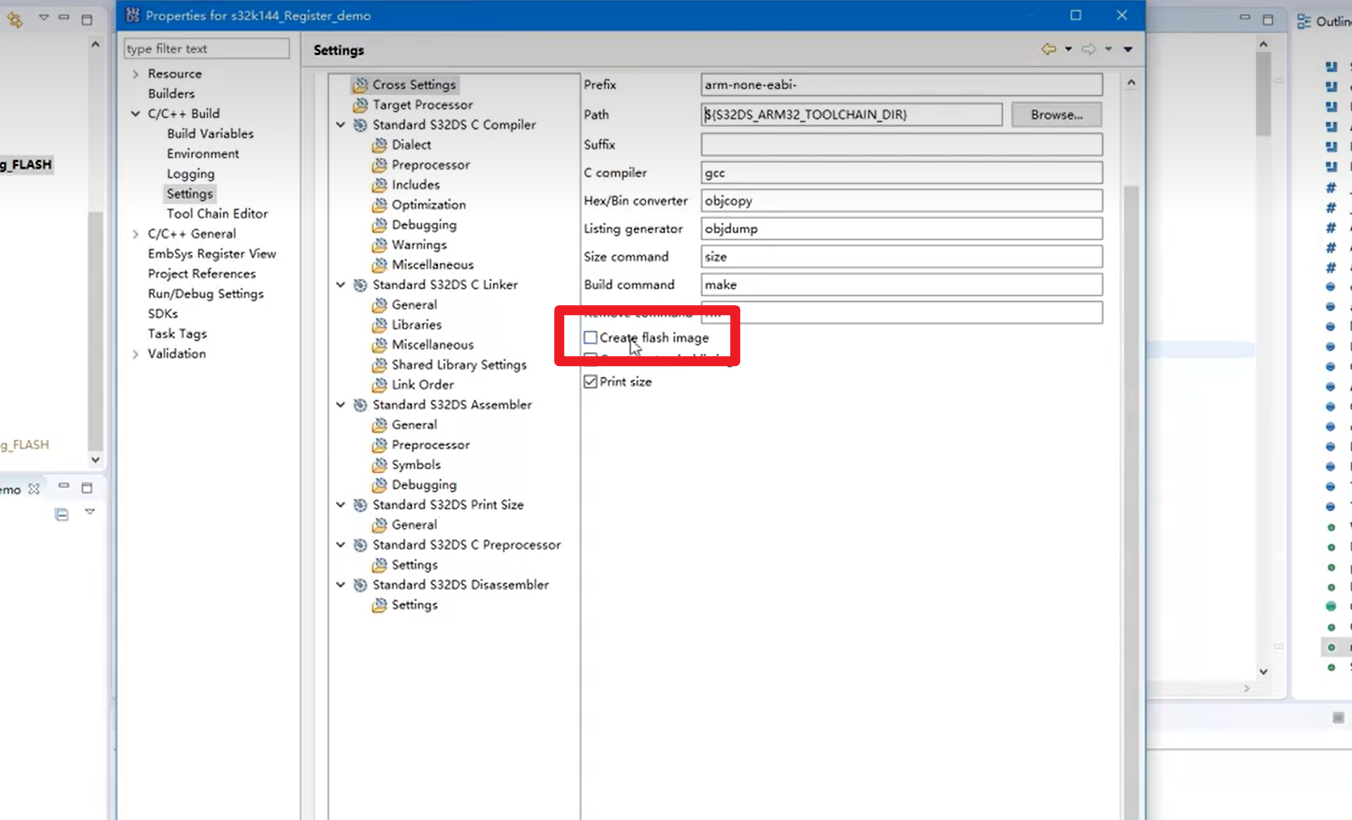 Properties for s32k144_Register_demo
type filter text
Resource
Builders
C/C++ Build
Build Variables
Environment
Logging
Settings
Tool Chain Editor
C/C++ General
EmbSys Register View
Project References
Run/Debug Settings
SDKs
Task Tags
Validation
Settings
Cross Settings
Target Processor
Standard S32DS C Compiler
Dialect
Preprocessor
Includes
Optimization
Debugging
Warnings
Miscellaneous
Standard S32DS C Linker
General
Libraries
Miscellaneous
Shared Library Settings
Link Order
Standard S32DS Assembler
General
Preprocessor
Symbols
Debugging
Standard S32DS Print Size
General
Standard S32DS C Preprocessor
Settings
Standard S32DS Disassembler
Settings
Prefix arm-none-eabi-
Path ${S32DS_ARM32_TOOLCHAIN_DIR} Browse...
Suffix
C compiler gcc
Hex/Bin converter objcopy
Listing generator objdump
Size command size
Build command make
Remove command
Create flash image
Print size
g_FLASH
g_FLASH
emo
Outlin